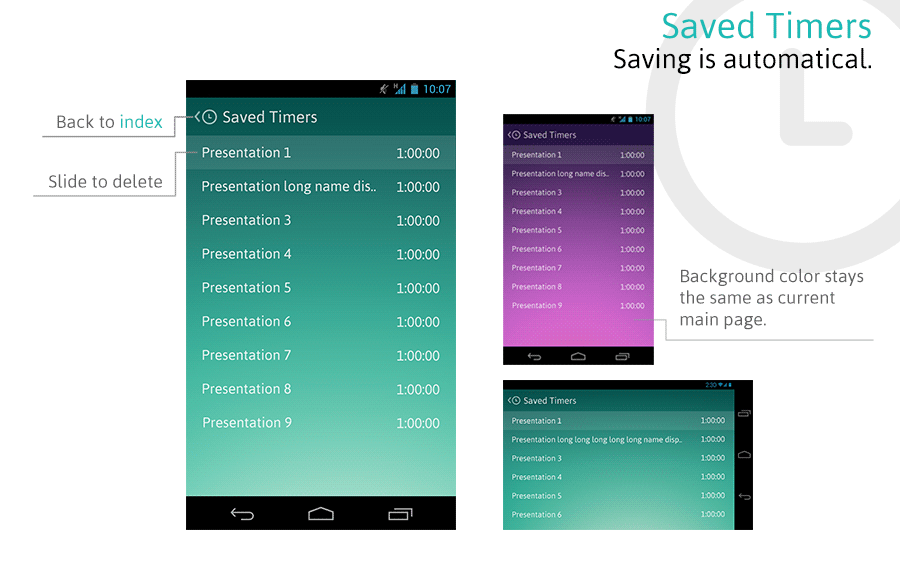 Saved Timers
Saving is automatical.
10:07
Back to index
Slide to delete
Saved Timers
Presentation 1 1:00:00
Presentation long name dis.. 1:00:00
Presentation 3 1:00:00
Presentation 4 1:00:00
Presentation 5 1:00:00
Presentation 6 1:00:00
Presentation 7 1:00:00
Presentation 8 1:00:00
Presentation 9 1:00:00
10:07
Saved Timers
Presentation 1 1:00:00
Presentation long name dis.. 1:00:00
Presentation 3 1:00:00
Presentation 4 1:00:00
Presentation 5 1:00:00
Presentation 6 1:00:00
Presentation 7 1:00:00
Presentation 8 1:00:00
Presentation 9 1:00:00
Background color stays
the same as current
main page.
2:30
Saved Timers
Presentation 1 1:00:00
Presentation long long long long long name disp.. 1:00:00
Presentation 3 1:00:00
Presentation 4 1:00:00
Presentation 5 1:00:00
Presentation 6 1:00:00